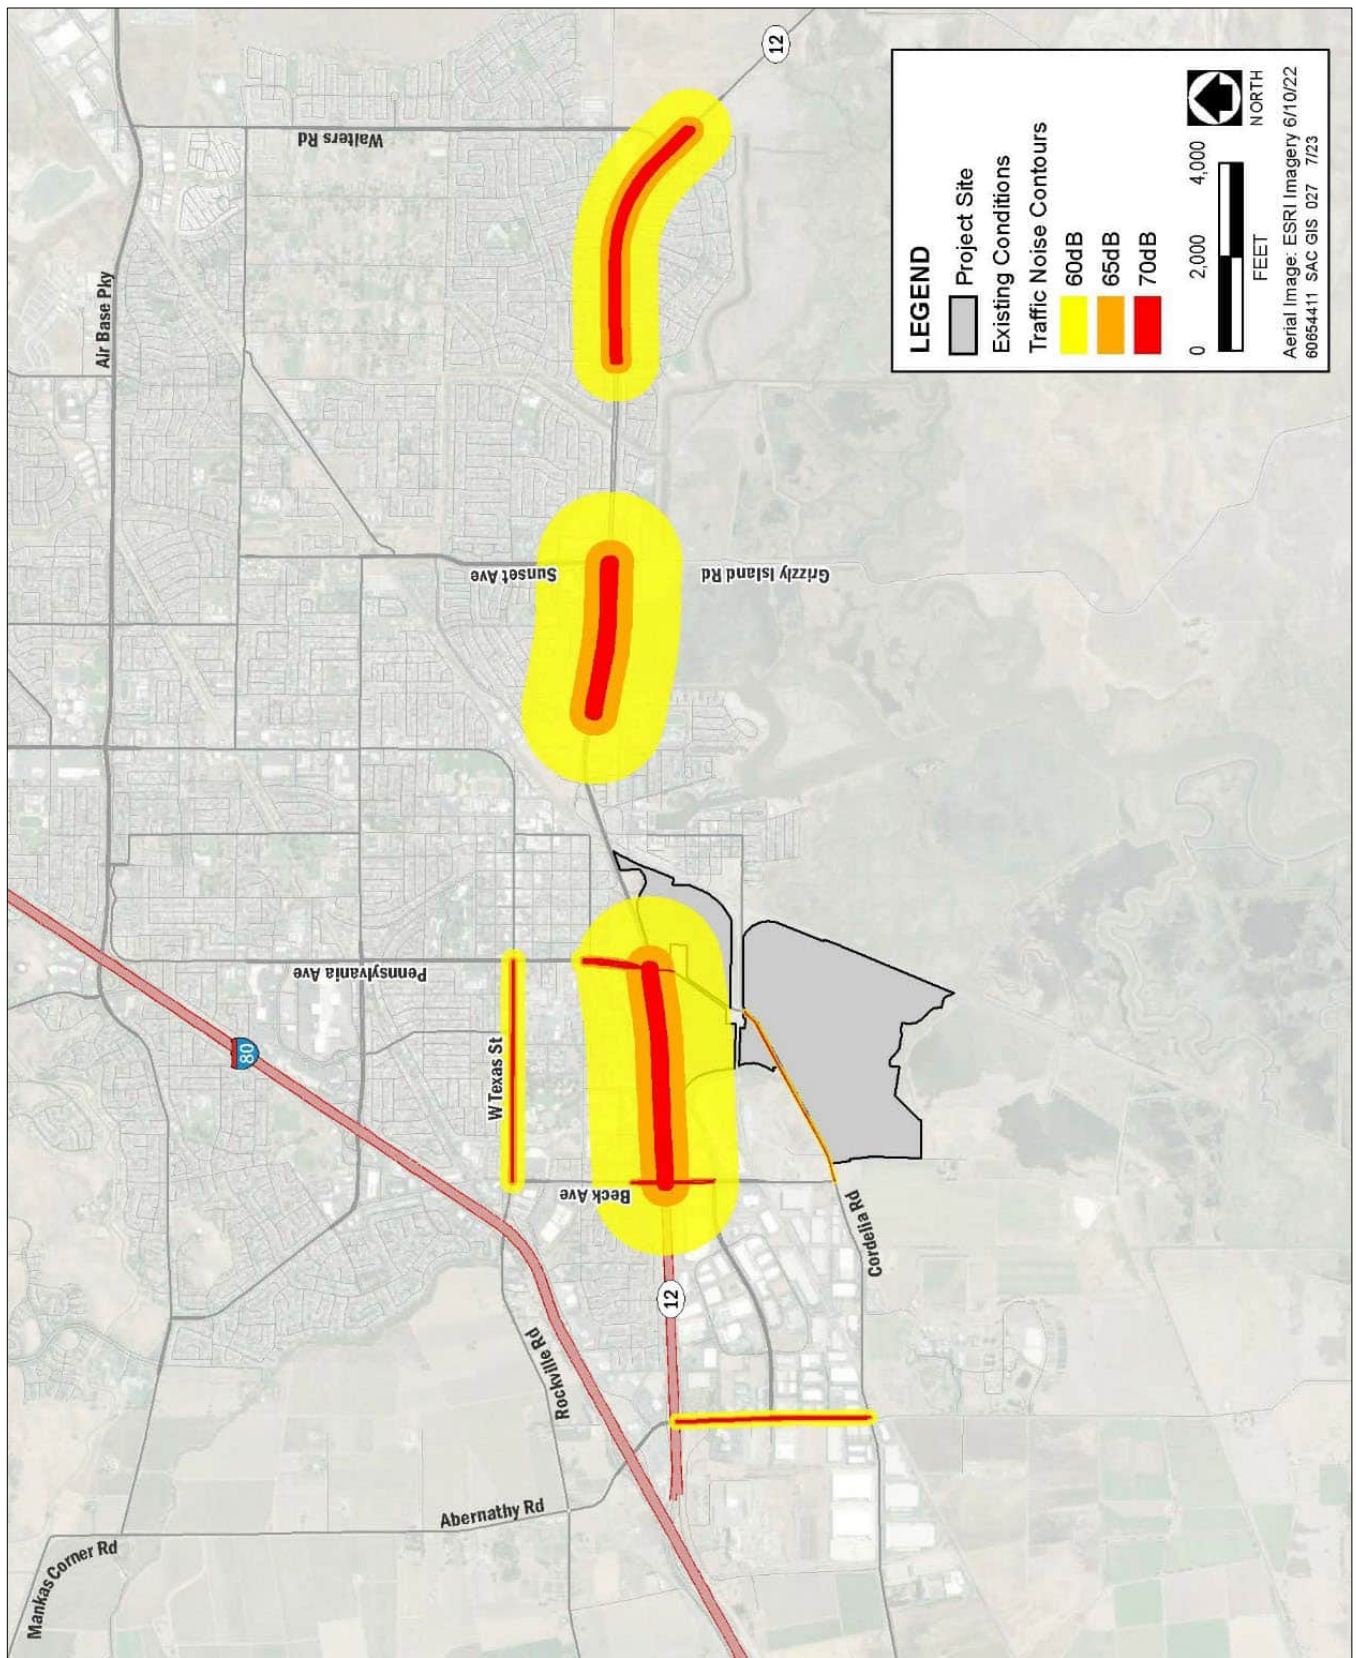 Mankas Corner Rd
Abernathy Rd
Rockville Rd
Air Base Pky
80
W Texas St
Pennsylvania Ave
Beck Ave
Cordelia Rd
12
Sunset Ave
Grizzly Island Rd
Walters Rd
12
LEGEND
Project Site
Existing Conditions
Traffic Noise Contours
60dB
65dB
70dB
0 2,000 4,000
FEET
NORTH
Aerial Image: ESRI Imagery 6/10/22
60654411 SAC GIS 027 7/23